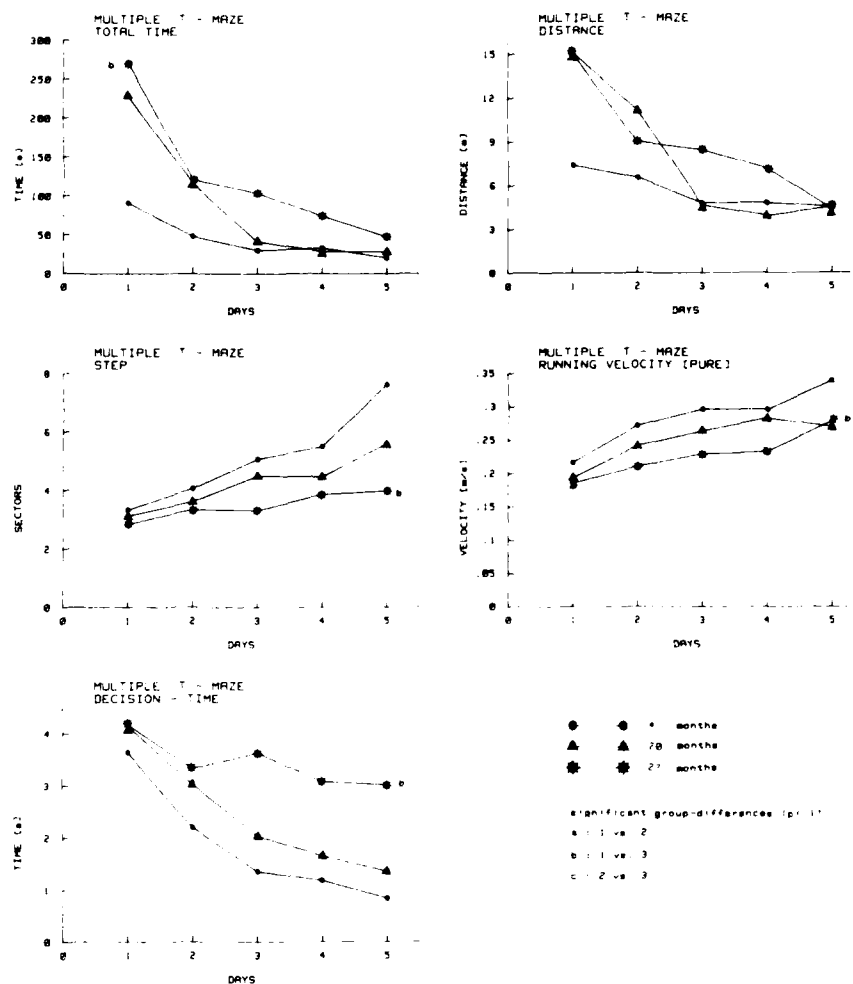 MULTIPLE T - MAZE
TOTAL TIME
300
250
200
150
100
50
0
TIME (s)
b
0 1 2 3 4 5
DAYS
MULTIPLE T - MAZE
DISTANCE
15
12
9
6
3
0
DISTANCE (m)
0 1 2 3 4 5
DAYS
MULTIPLE T - MAZE
STEP
8
6
4
2
0
SECTORS
b
0 1 2 3 4 5
DAYS
MULTIPLE T - MAZE
RUNNING VELOCITY [PURE]
.35
.3
.25
.2
.15
.1
.05
0
VELOCITY [m/s]
b
0 1 2 3 4 5
DAYS
MULTIPLE T - MAZE
DECISION - TIME
4
3
2
1
0
TIME (s)
b
0 1 2 3 4 5
DAYS
months
20 months
27 months
significant group-differences
a : 1 vs. 2
b : 1 vs. 3
c : 2 vs. 3